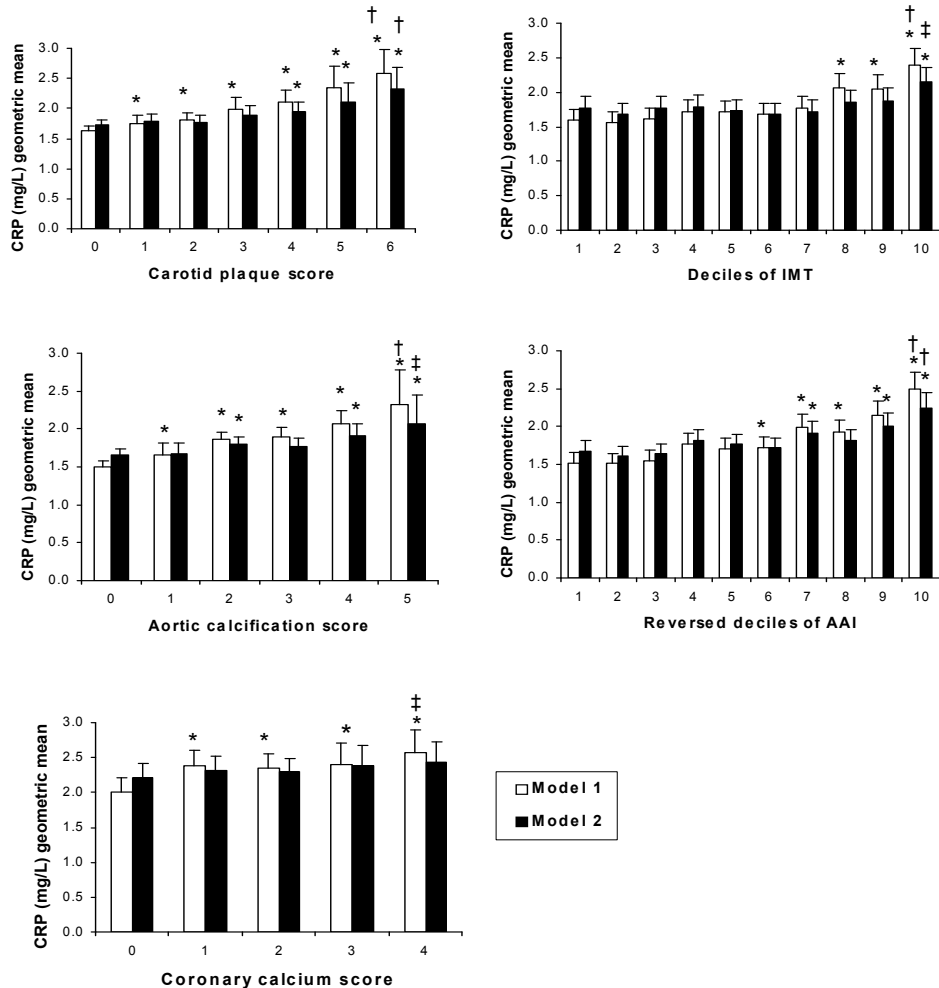 † †
* * * * * * * * * *
CRP (mg/L) geometric mean
3.0
2.5
2.0
1.5
1.0
0.5
0.0
0 1 2 3 4 5 6
Carotid plaque score
† ‡
* * * *
CRP (mg/L) geometric mean
3.0
2.5
2.0
1.5
1.0
0.5
0.0
1 2 3 4 5 6 7 8 9 10
Deciles of IMT
† ‡
* * * * * * * *
CRP (mg/L) geometric mean
3.0
2.5
2.0
1.5
1.0
0.5
0.0
0 1 2 3 4 5
Aortic calcification score
† †
* * * * * * * *
CRP (mg/L) geometric mean
3.0
2.5
2.0
1.5
1.0
0.5
0.0
1 2 3 4 5 6 7 8 9 10
Reversed deciles of AAI
‡
* * * *
CRP (mg/L) geometric mean
3.0
2.5
2.0
1.5
1.0
0.5
0.0
0 1 2 3 4
Coronary calcium score
Model 1
Model 2